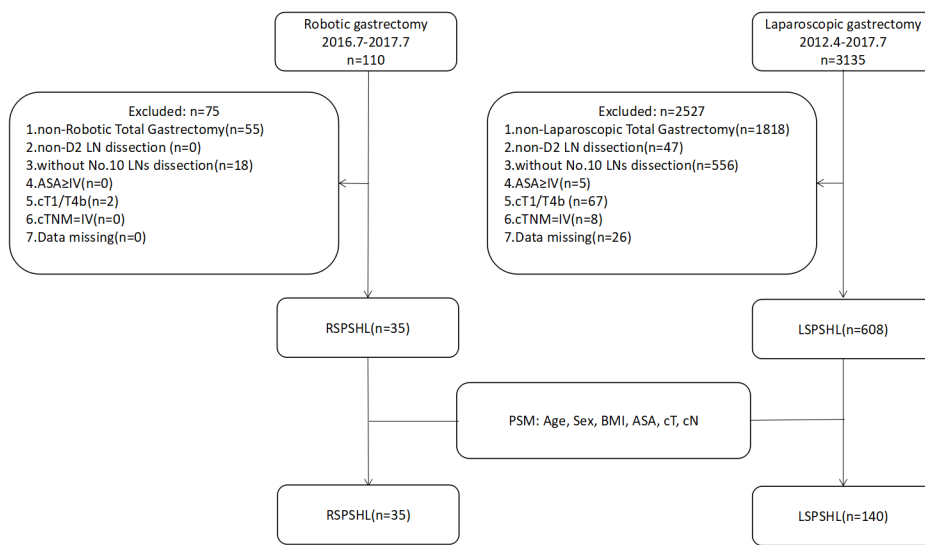 Robotic gastrectomy
2016.7-2017.7
n=110
Laparoscopic gastrectomy
2012.4-2017.7
n=3135
Excluded: n=75
1.non-Robotic Total Gastrectomy(n=55)
2.non-D2 LN dissection (n=0)
3.without No.10 LNs dissection(n=18)
4.ASA≥IV(n=0)
5.cT1/T4b(n=2)
6.cTNM=IV(n=0)
7.Data missing(n=0)
Excluded: n=2527
1.non-Laparoscopic Total Gastrectomy(n=1818)
2.non-D2 LN dissection(n=47)
3.without No.10 LNs dissection(n=556)
4.ASA≥IV(n=5)
5.cT1/T4b(n=67)
6.cTNM=IV(n=8)
7.Data missing(n=26)
RSPSHL(n=35)
LSPSHL(n=608)
PSM: Age, Sex, BMI, ASA, cT, cN
RSPSHL(n=35)
LSPSHL(n=140)